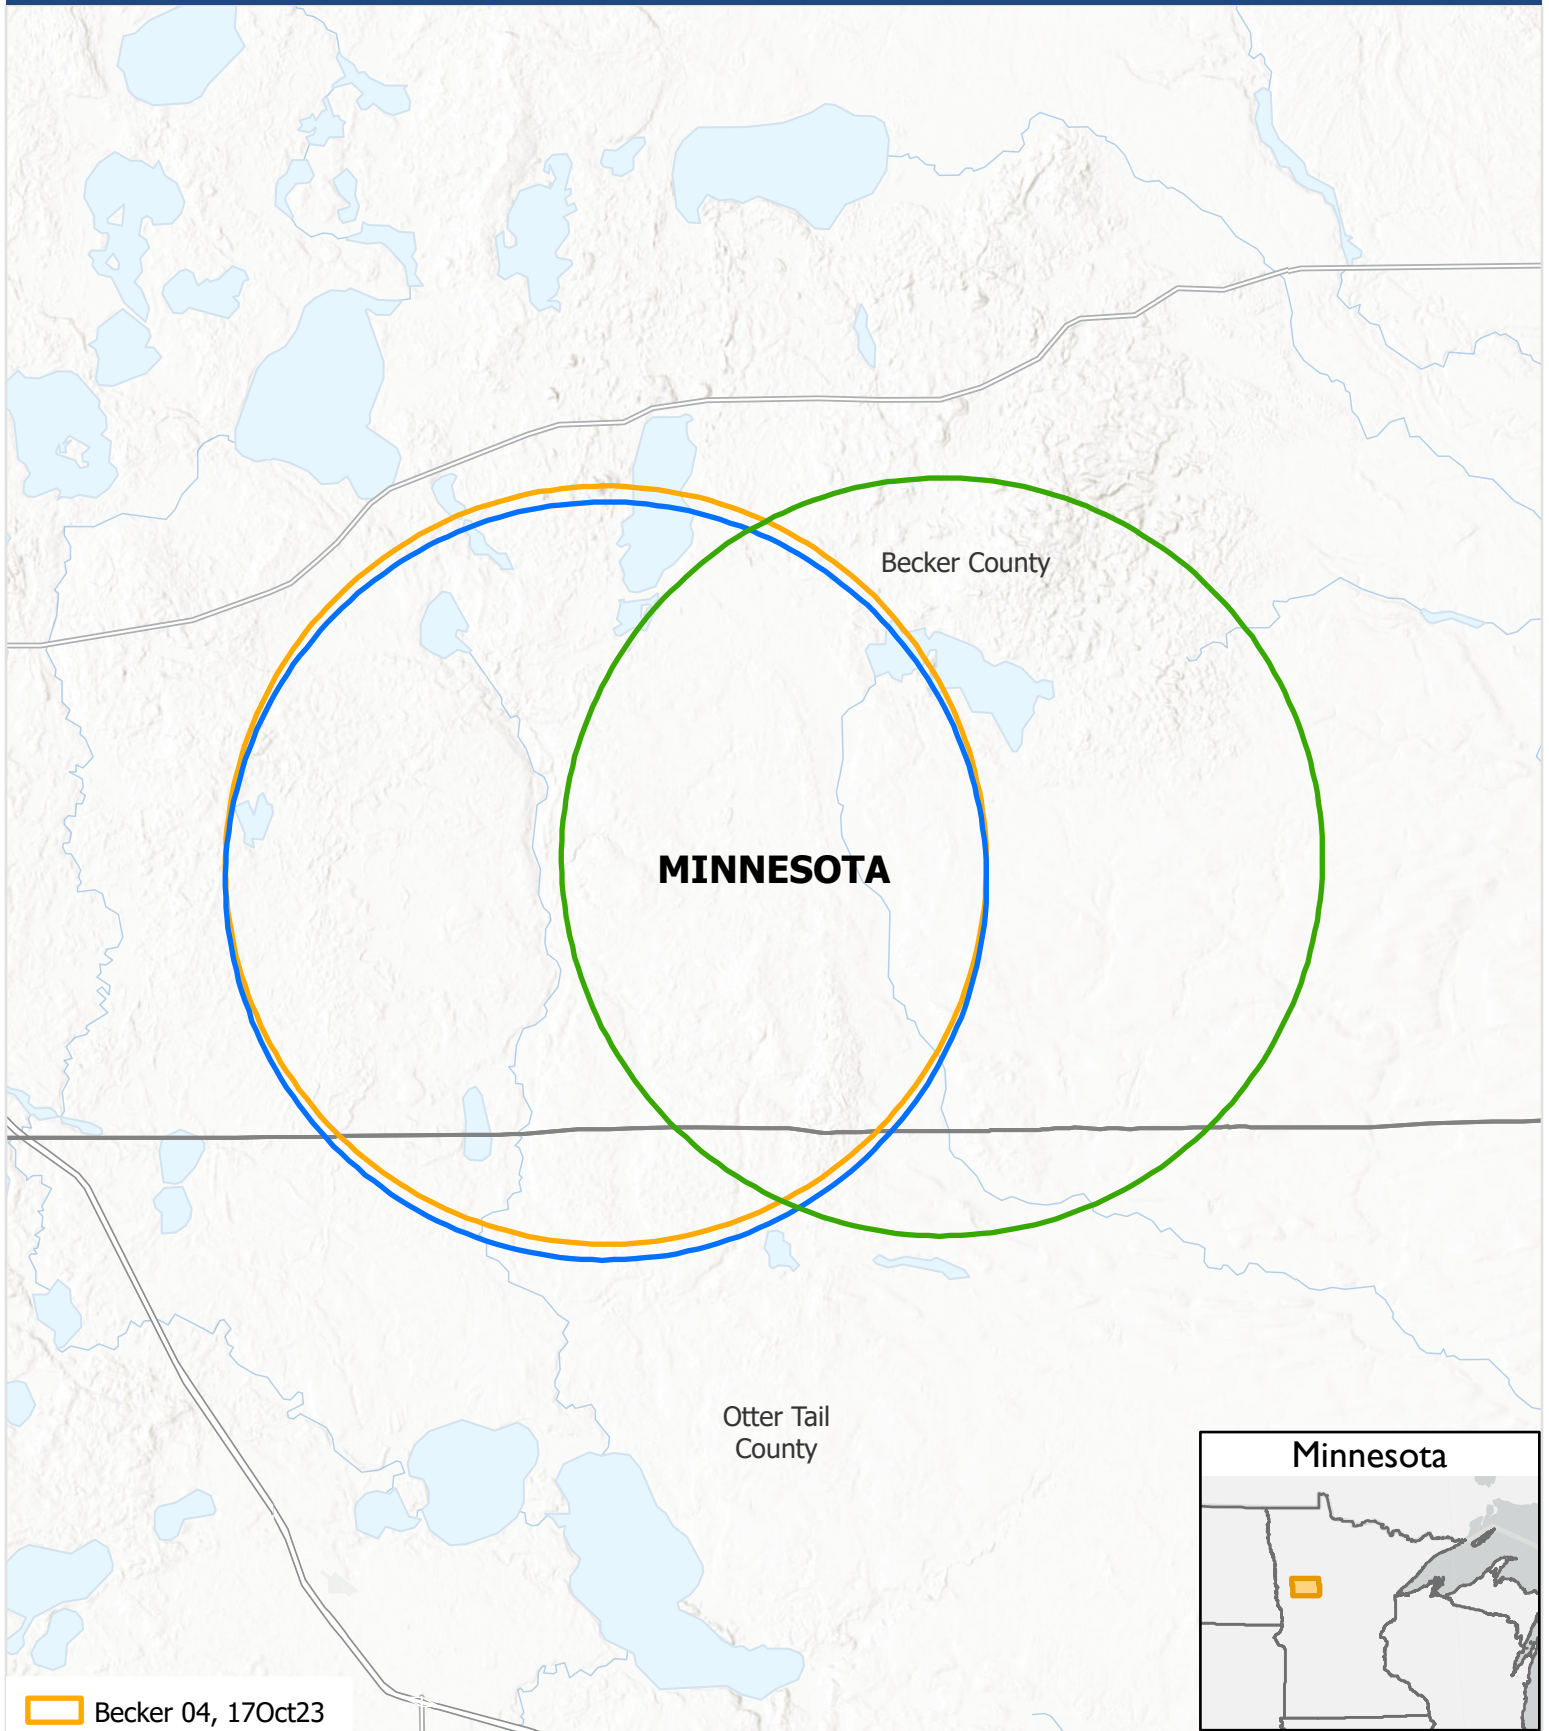 Becker County
MINNESOTA
Otter Tail
County
Minnesota
Becker 04, 17Oct23